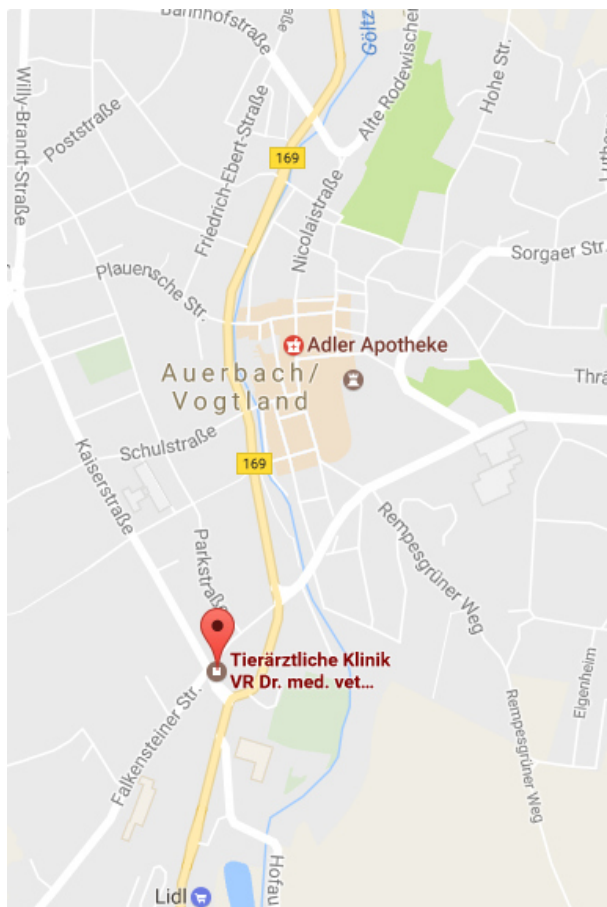 Bahnhofstraße
Göltz
Willy-Brandt-Straße
Poststraße
Friedrich-Ebert-Straße
Alte Rodewischer
Hohe Str.
Luther
169
Nicolaistraße
Sorgaer Str.
Plauensche Str.
Adler Apotheke
Auerbach/
Vogtland
Thrä
Schulstraße
169
Kaiserstraße
Parkstraße
Rempesgrüner Weg
Tierärztliche Klinik
VR Dr. med. vet...
Eigenheim
Falkensteiner Str.
Rempesgrüner Weg
Hofau
Lidl